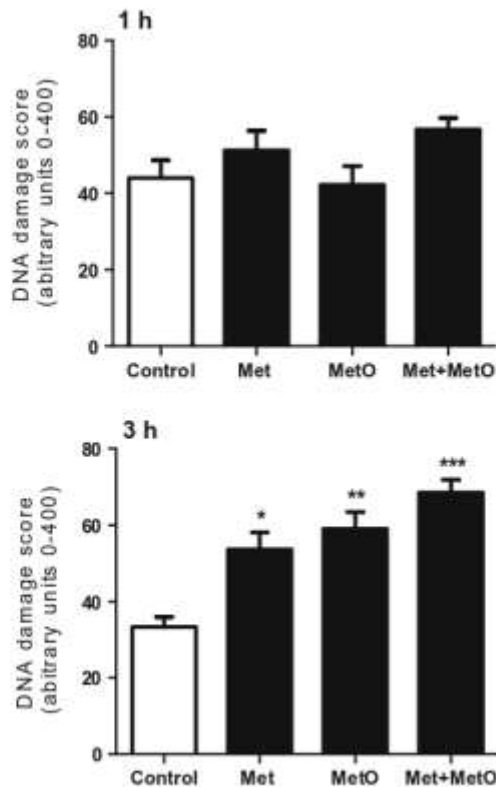 1 h
DNA damage score
(abitrary units 0-400)
80
60
40
20
0
Control Met MetO Met+MetO
3 h
DNA damage score
(abitrary units 0-400)
80
60
40
20
0
*
**
***
Control Met MetO Met+MetO